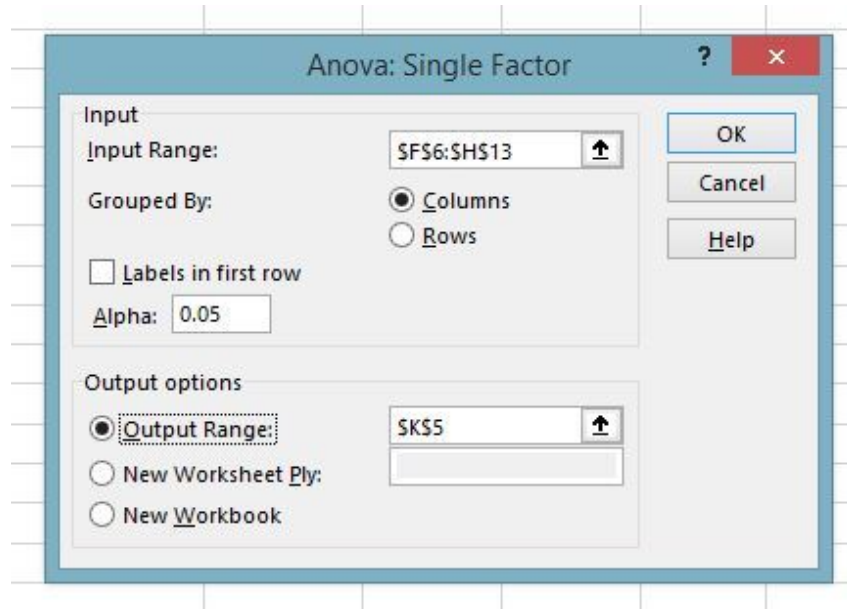 Anova: Single Factor
?
×
Input
Input Range:
$F$6:$H$13
Grouped By:
Columns
Rows
Labels in first row
Alpha:
0.05
OK
Cancel
Help
Output options
Output Range:
$K$5
New Worksheet Ply:
New Workbook